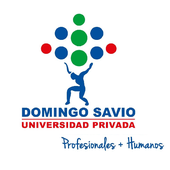 DOMINGO SAVIO
UNIVERSIDAD PRIVADA
Profesionales + Humanos